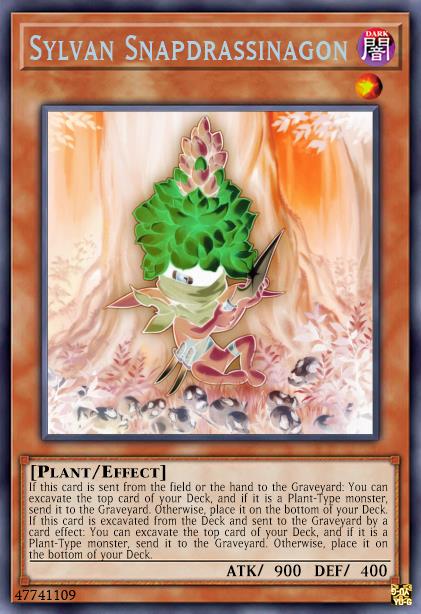 SYLVAN SNAPDRASSINAGON
DARK
闇
[PLANT/EFFECT]
If this card is sent from the field or the hand to the Graveyard: You can
excavate the top card of your Deck, and if it is a Plant-Type monster,
send it to the Graveyard. Otherwise, place it on the bottom of your Deck.
If this card is excavated from the Deck and sent to the Graveyard by a
card effect: You can excavate the top card of your Deck, and if it is a
Plant-Type monster, send it to the Graveyard. Otherwise, place it on
the bottom of your Deck.
ATK/ 900 DEF/ 400
47741109